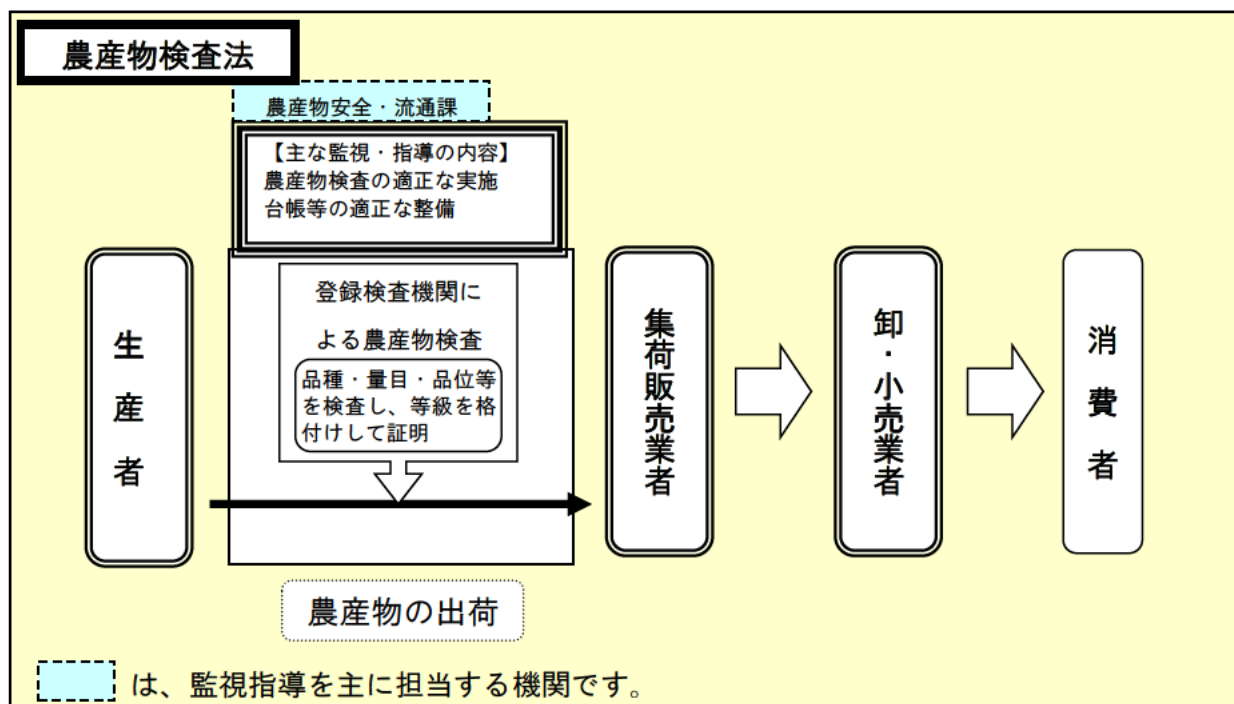 農産物検査法
農産物安全・流通課
【主な監視・指導の内容】
農産物検査の適正な実施
台帳等の適正な整備
生産者
登録検査機関に
よる農産物検査
品種・量目・品位等
を検査し、等級を格
付けして証明
集荷販売業者
卸・小売業者
消費者
農産物の出荷
は、監視指導を主に担当する機関です。